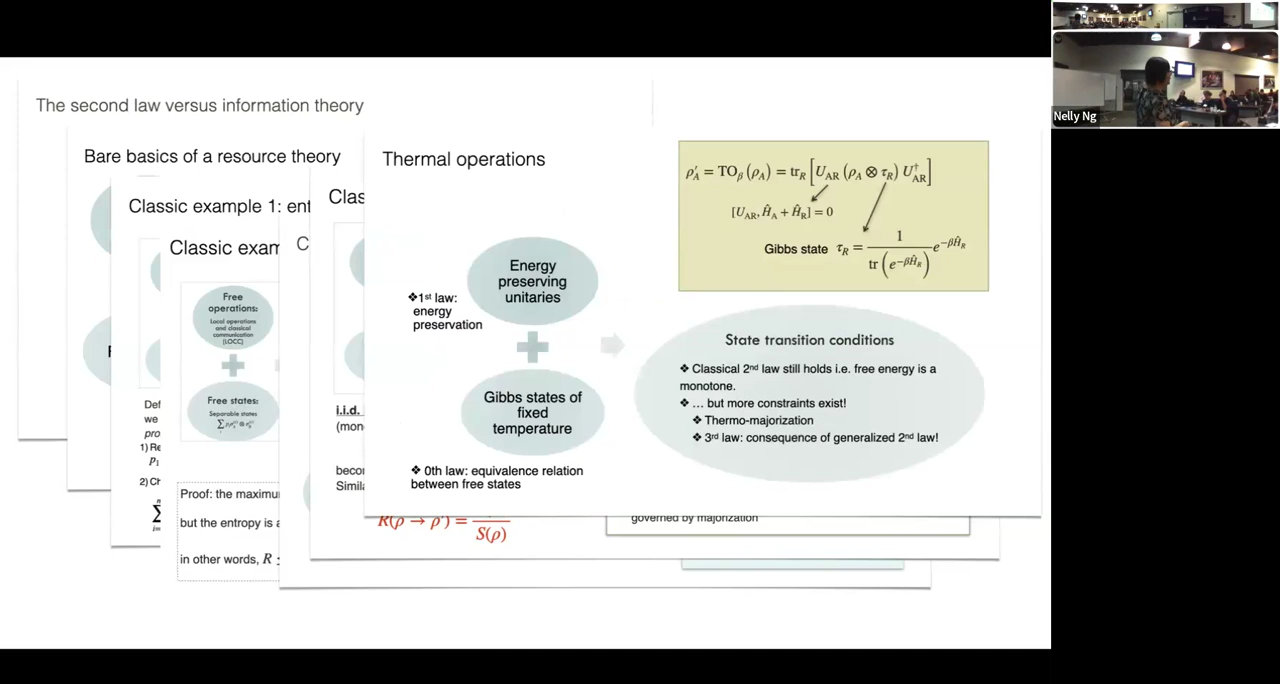 The second law versus information theory
Bare basics of a resource theory
Classic example 1: ent
Classic exam
C
Clas
Free
operations:
Local operations
and classical
communication
(LOCC)
Free states:
Separable states
F
Def
we
pro
1) Re
p₁
2) Ch
Proof: the maximu
but the entropy is a
in other words, R
i.i.d.
(mon
becor
Simila
R(ρ → ρ′) =
S(ρ)
governed by majorization
Thermal operations
❖1st law:
energy
preservation
Energy
preserving
unitaries
Gibbs states of
fixed
temperature
❖ 0th law: equivalence relation
between free states
ρ′_A = TO_β (ρ_A) = tr_R [U_AR (ρ_A ⊗ τ_R) U†_AR]
[U_AR, Ĥ_A + Ĥ_R] = 0
Gibbs state τ_R = 1 / tr (e^{−βĤ_R}) e^{−βĤ_R}
State transition conditions
❖ Classical 2nd law still holds i.e. free energy is a
monotone.
❖ … but more constraints exist!
❖ Thermo-majorization
❖ 3rd law: consequence of generalized 2nd law!
Nelly Ng